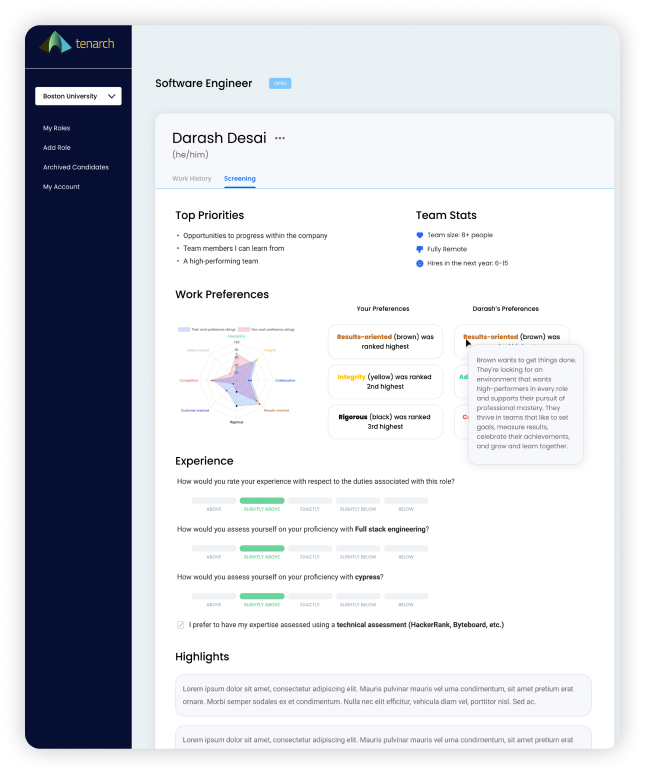 tenarch
Boston University
My Roles
Add Role
Archived Candidates
My Account
Software Engineer
OPEN
Darash Desai
(he/him)
Work History
Screening
Top Priorities
• Opportunities to progress within the company
• Team members I can learn from
• A high-performing team
Team Stats
Team size: 8+ people
Fully Remote
Hires in the next year: 6-15
Work Preferences
Their work preference ratings
Your work preference ratings
100
Integrity
Collaborative
Results-oriented
Rigorous
Customer-oriented
Competitive
Your Preferences
Results-oriented (brown) was
ranked highest
Integrity (yellow) was ranked
2nd highest
Rigorous (black) was ranked
3rd highest
Darash's Preferences
Results-oriented (brown) was
Brown wants to get things done.
They're looking for an
environment that wants
high-performers in every role
and supports their pursuit of
professional mastery. They
thrive in teams that like to set
goals, measure results,
celebrate their achievements,
and grow and learn together.
Experience
How would you rate your experience with respect to the duties associated with this role?
ABOVE
SLIGHTLY ABOVE
EXACTLY
SLIGHTLY BELOW
BELOW
How would you assess yourself on your proficiency with Full stack engineering?
ABOVE
SLIGHTLY ABOVE
EXACTLY
SLIGHTLY BELOW
BELOW
How would you assess yourself on your proficiency with cypress?
ABOVE
SLIGHTLY ABOVE
EXACTLY
SLIGHTLY BELOW
BELOW
I prefer to have my expertise assessed using a technical assessment (HackerRank, Byteboard, etc.)
Highlights
Lorem ipsum dolor sit amet, consectetur adipiscing elit. Mauris pulvinar mauris vel urna condimentum, sit amet pretium erat
ornare. Morbi semper sodales ex et condimentum. Nulla nec elit efficitur, vehicula diam vel, porttitor nisl. Sed ac.
Lorem ipsum dolor sit amet, consectetur adipiscing elit. Mauris pulvinar mauris vel urna condimentum, sit amet pretium erat